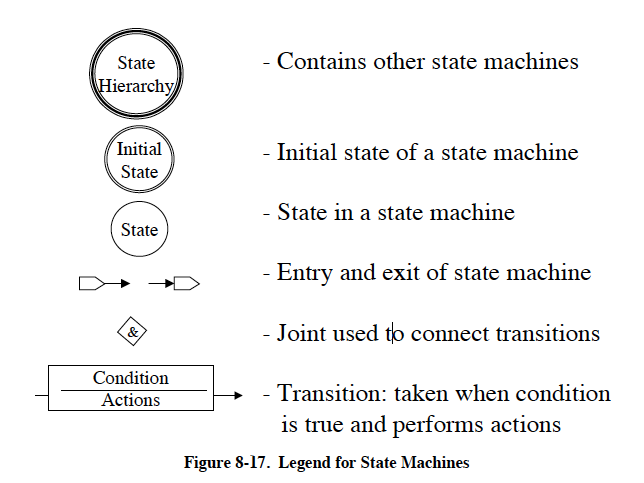 State
Hierarchy
- Contains other state machines
Initial
State
- Initial state of a state machine
State
- State in a state machine
- Entry and exit of state machine
&
- Joint used to connect transitions
Condition
Actions
- Transition: taken when condition
is true and performs actions
Figure 8-17. Legend for State Machines